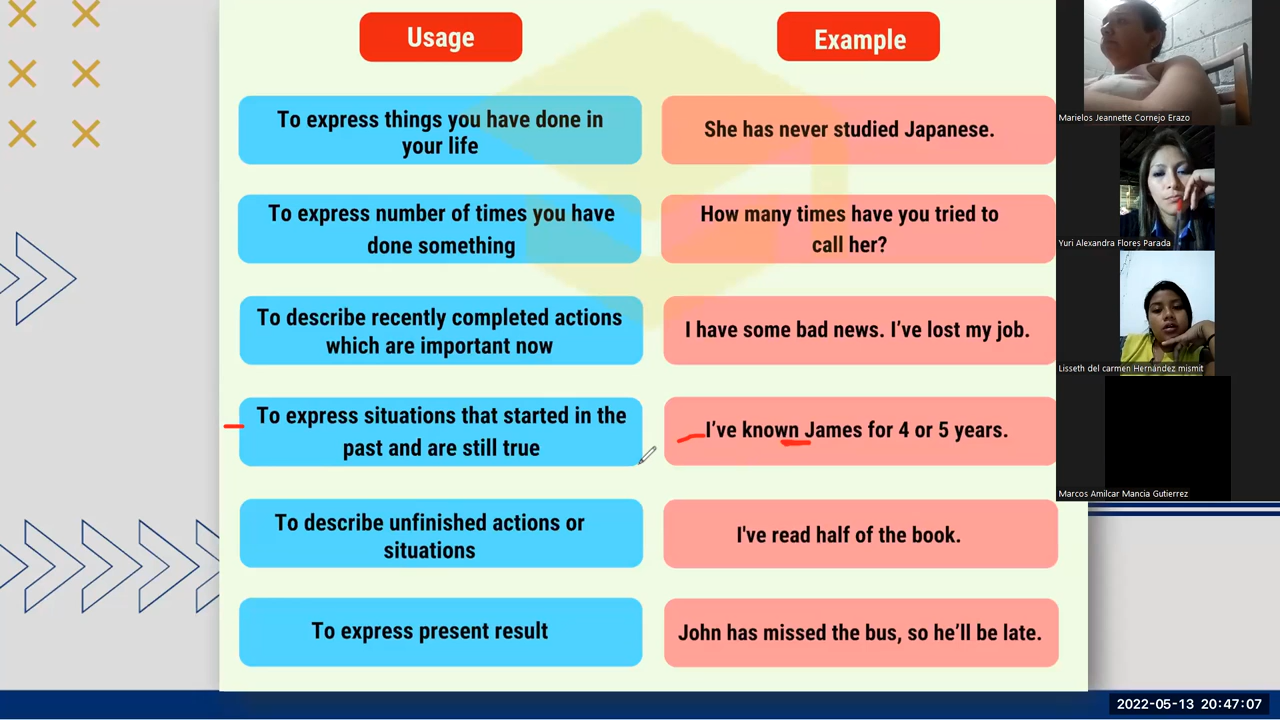 Usage
Example
To express things you have done in
your life
She has never studied Japanese.
To express number of times you have
done something
How many times have you tried to
call her?
To describe recently completed actions
which are important now
I have some bad news. I’ve lost my job.
To express situations that started in the
past and are still true
I’ve known James for 4 or 5 years.
To describe unfinished actions or
situations
I've read half of the book.
To express present result
John has missed the bus, so he’ll be late.
Marielos Jeannette Cornejo Erazo
Yuri Alexandra Flores Parada
Lisseth del carmen Hernández mismit
Marcos Amilcar Mancia Gutierrez
2022-05-13 20:47:07